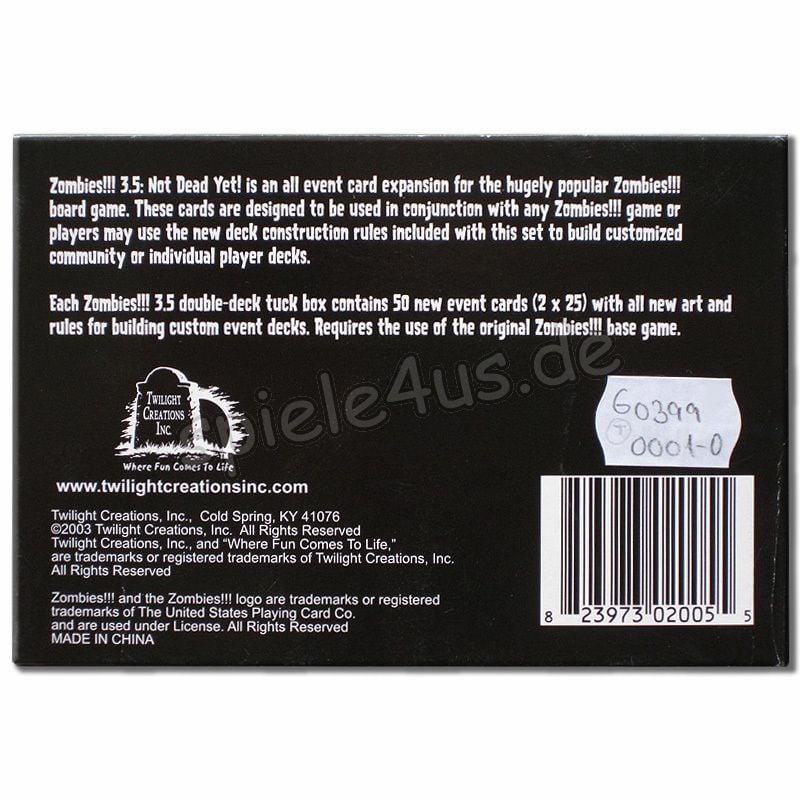 Zombies!!! 3.5: Not Dead Yet! is an all event card expansion for the hugely popular Zombies!!!
board game. These cards are designed to be used in conjunction with any Zombies!!! game or
players may use the new deck construction rules included with this set to build customized
community or individual player decks.
Each Zombies!!! 3.5 double-deck tuck box contains 50 new event cards (2 x 25) with all new art and
rules for building custom event decks. Requires the use of the original Zombies!!! base game.
spiele4us.de
TWILIGHT
CREATIONS
INC.
Where Fun Comes To Life
www.twilightcreationsinc.com
60399
T 0001-0
Twilight Creations, Inc., Cold Spring, KY 41076
©2003 Twilight Creations, Inc. All Rights Reserved
Twilight Creations, Inc., and “Where Fun Comes To Life,”
are trademarks or registered trademarks of Twilight Creations, Inc.
All Rights Reserved
Zombies!!! and the Zombies!!! logo are trademarks or registered
trademarks of The United States Playing Card Co.
and are used under License. All Rights Reserved
MADE IN CHINA
8 23973 02005 5